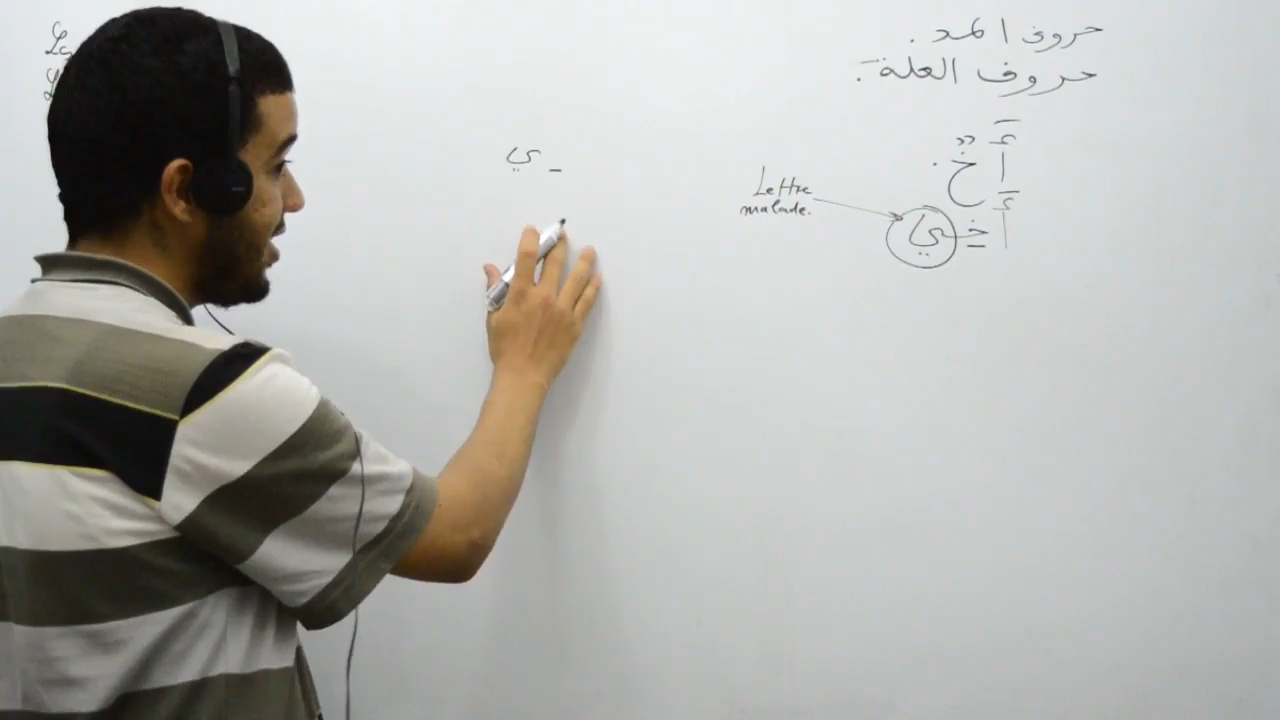 حروف المد .
حروف العلة .
أَخٌ .
أَخِي
Lettre
malade.
ـِ ي